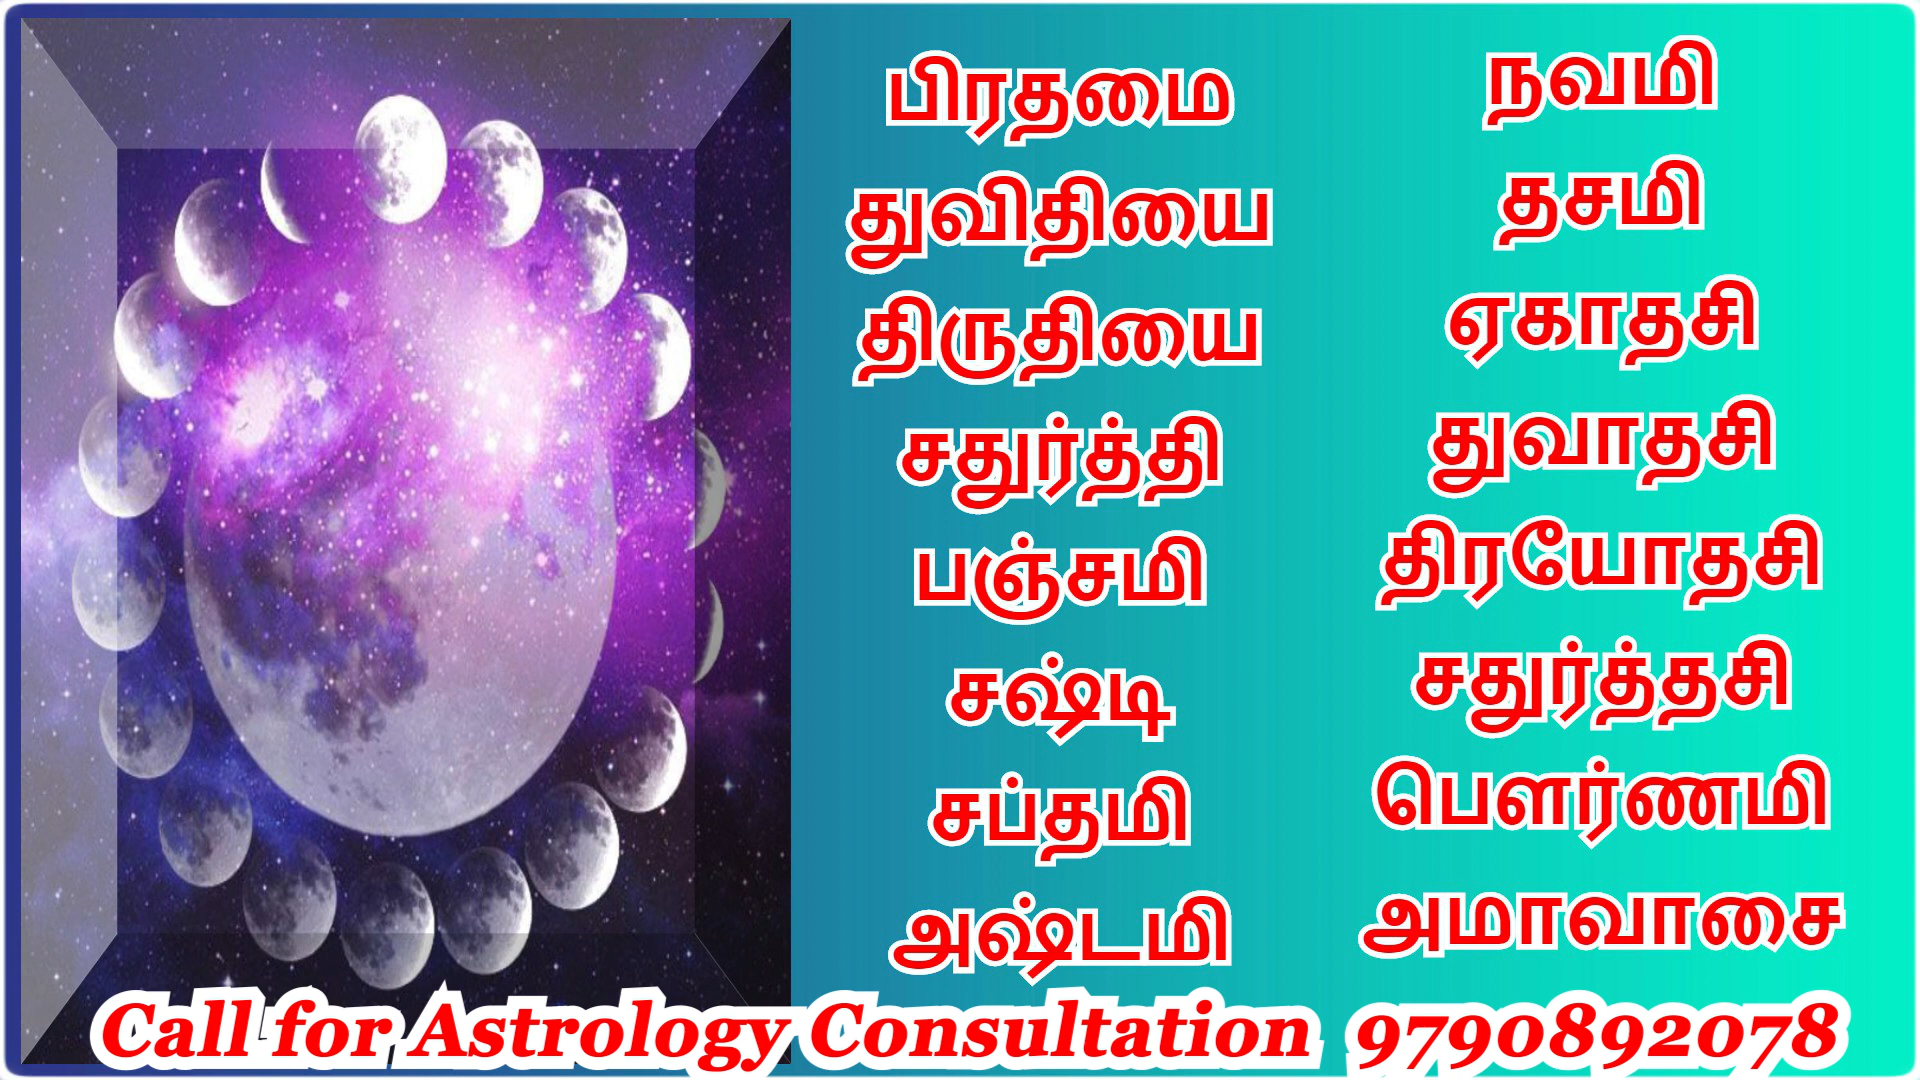 பிரதமை
துவிதியை
திருதியை
சதுர்த்தி
பஞ்சமி
சஷ்டி
சப்தமி
அஷ்டமி
நவமி
தசமி
ஏகாதசி
துவாதசி
திரயோதசி
சதுர்த்தசி
பௌர்ணமி
அமாவாசை
Call for Astrology Consultation 9790892078